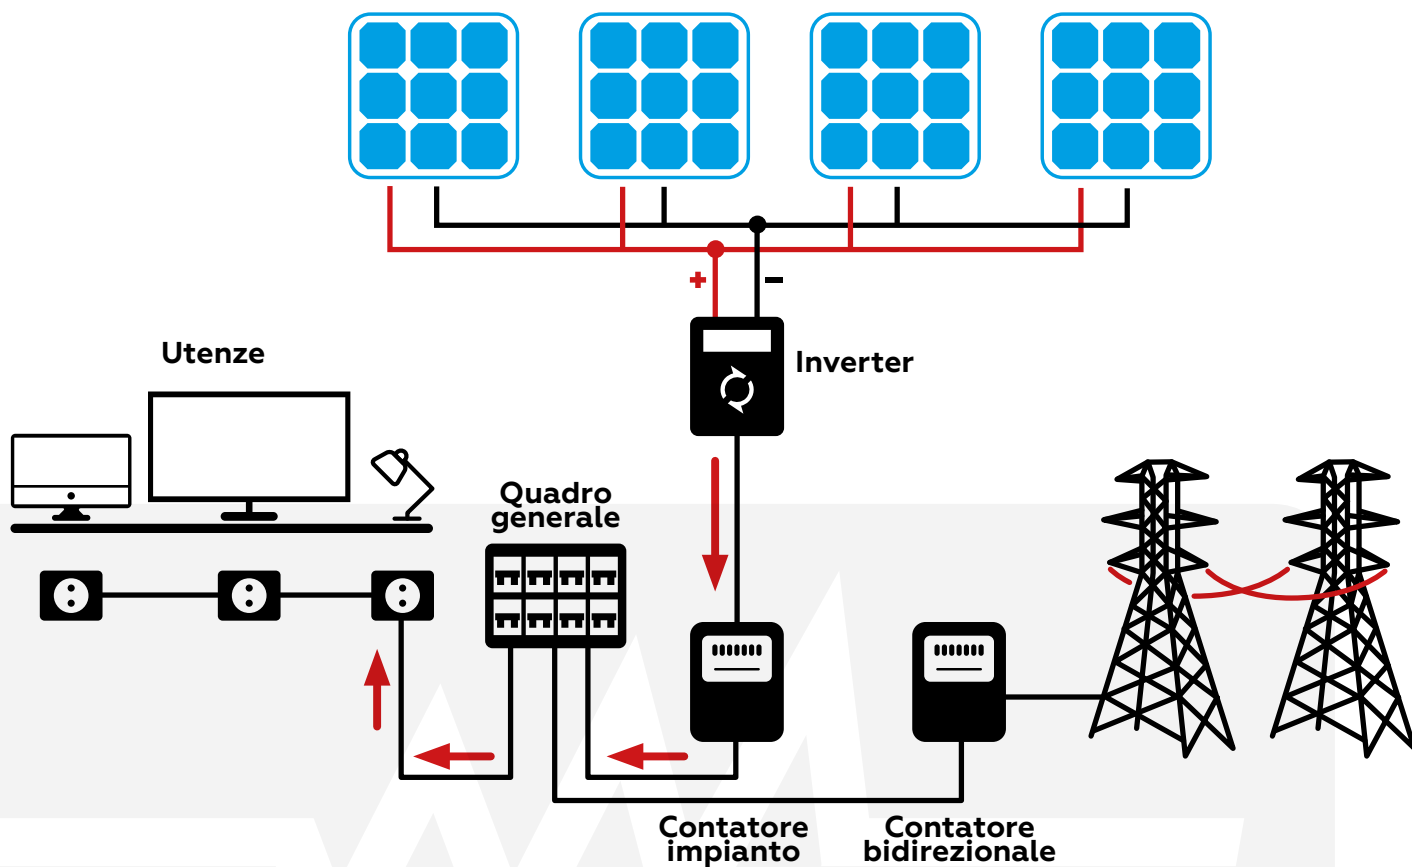 + –
Utenze
Inverter
Quadro
generale
Contatore
impianto
Contatore
bidirezionale